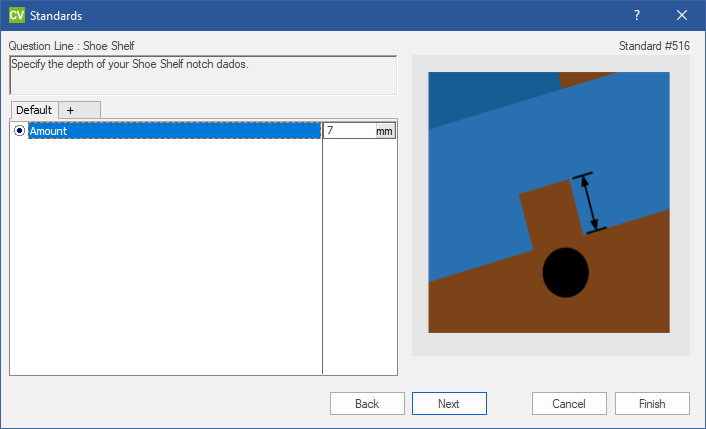 CV Standards ?
Question Line : Shoe Shelf
Standard #516
Specify the depth of your Shoe Shelf notch dados.
Default +
Amount 7 mm
Back Next Cancel Finish